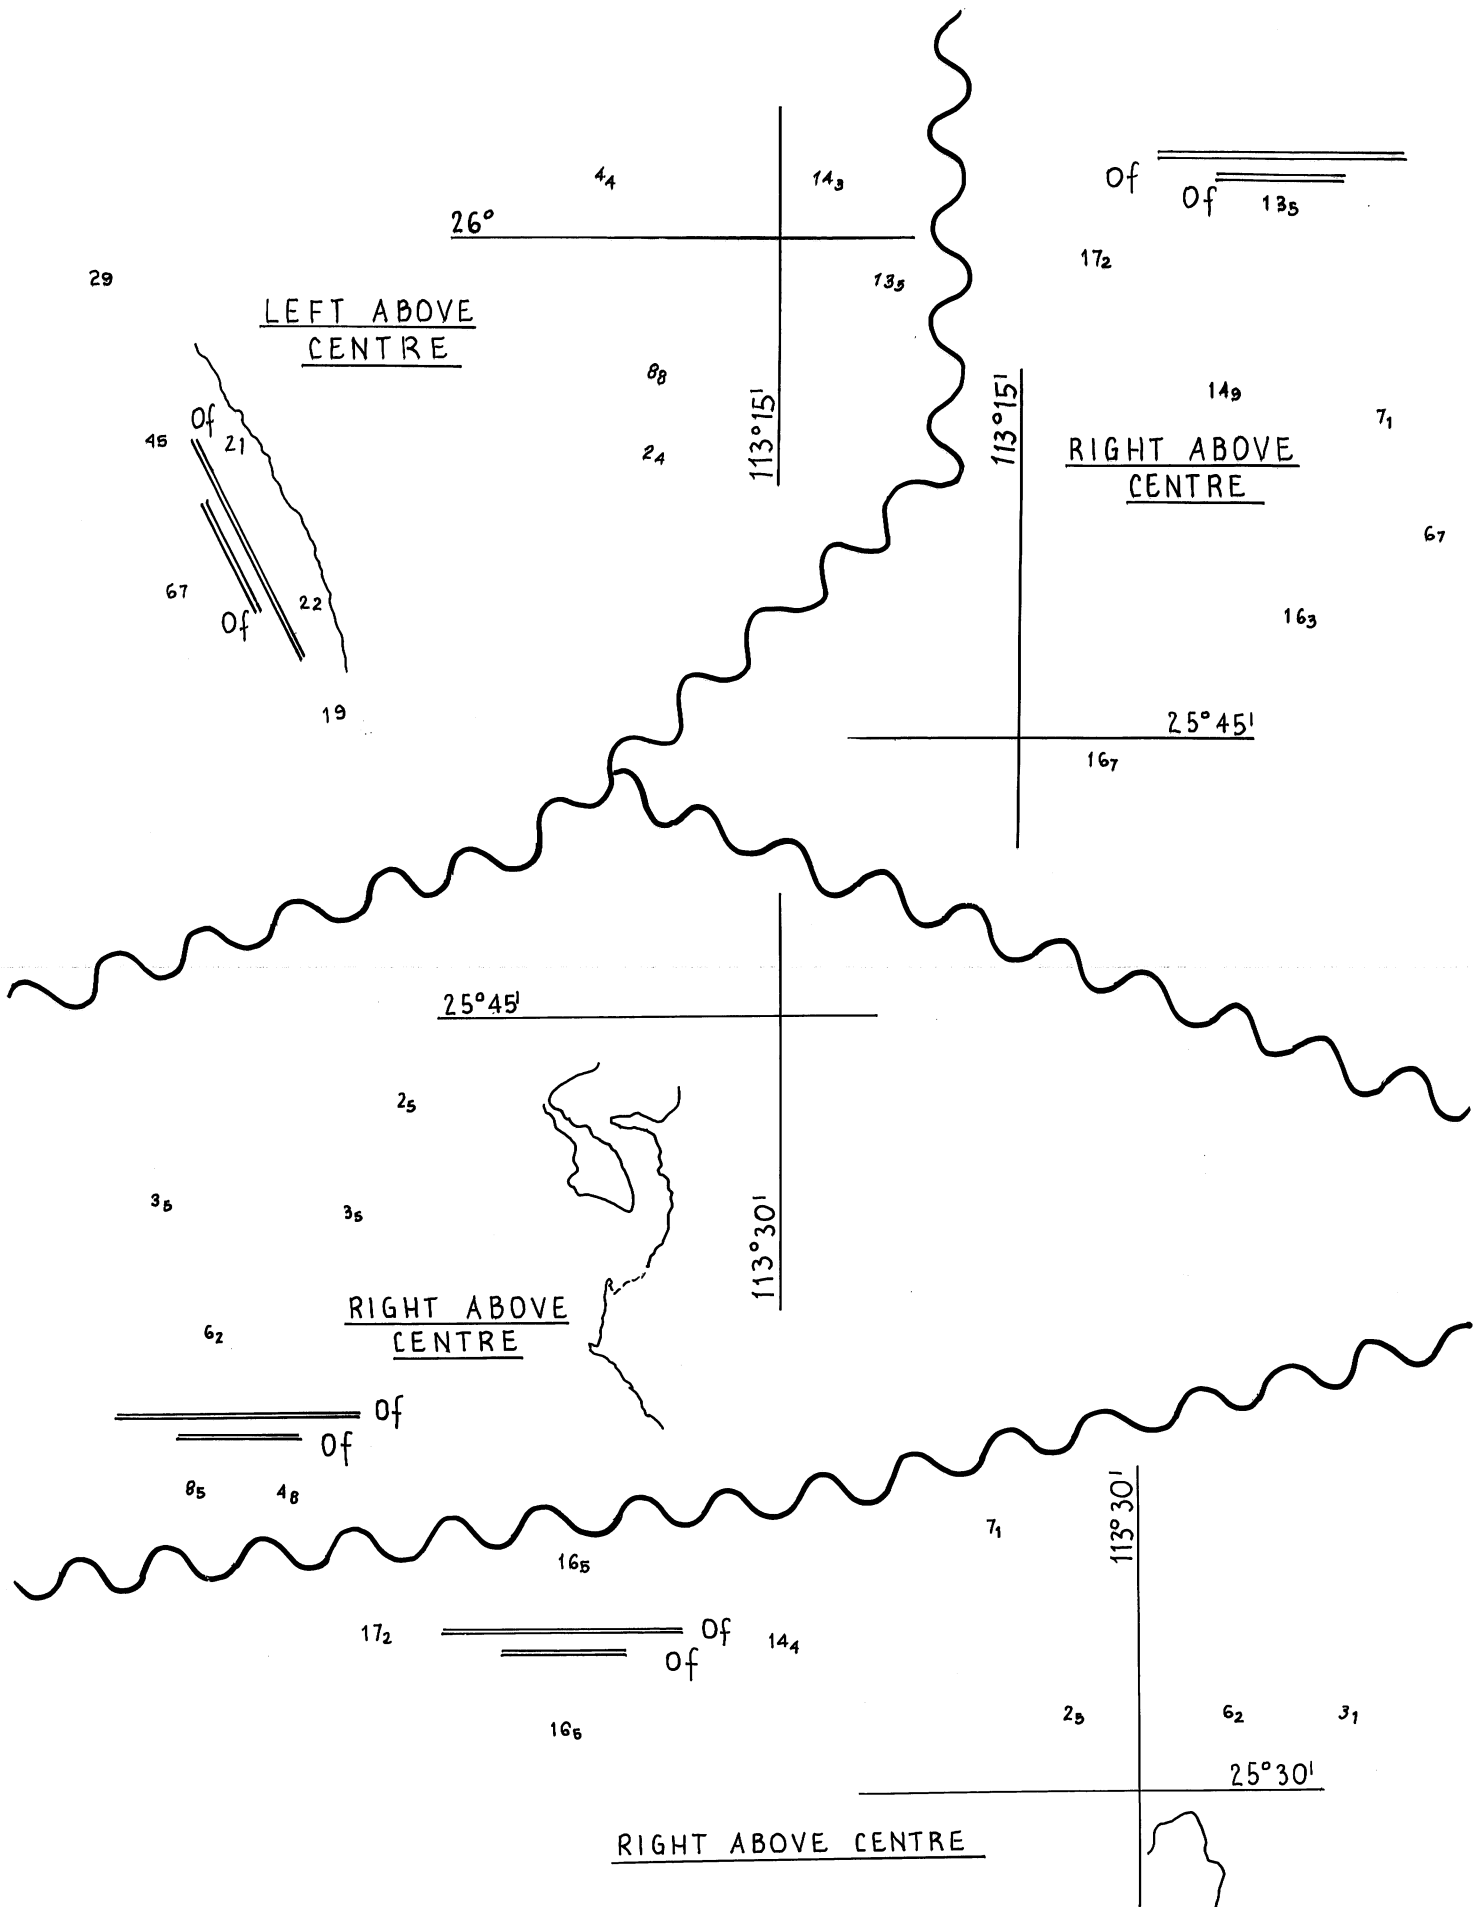 4₄
14₃
26°
13₅
29
LEFT ABOVE
CENTRE
8₈
113°15'
2₄
Of
45
21
67
22
Of
19
Of
Of
13₅
17₂
14₉
7₁
113°15'
RIGHT ABOVE
CENTRE
6₇
16₃
25°45'
16₇
25°45'
2₅
3₅
3₅
113°30'
RIGHT ABOVE
CENTRE
6₂
Of
Of
8₅
4₈
7₁
113°30'
16₅
17₂
Of
Of
14₄
16₅
2₅
6₂
3₁
25°30'
RIGHT ABOVE CENTRE